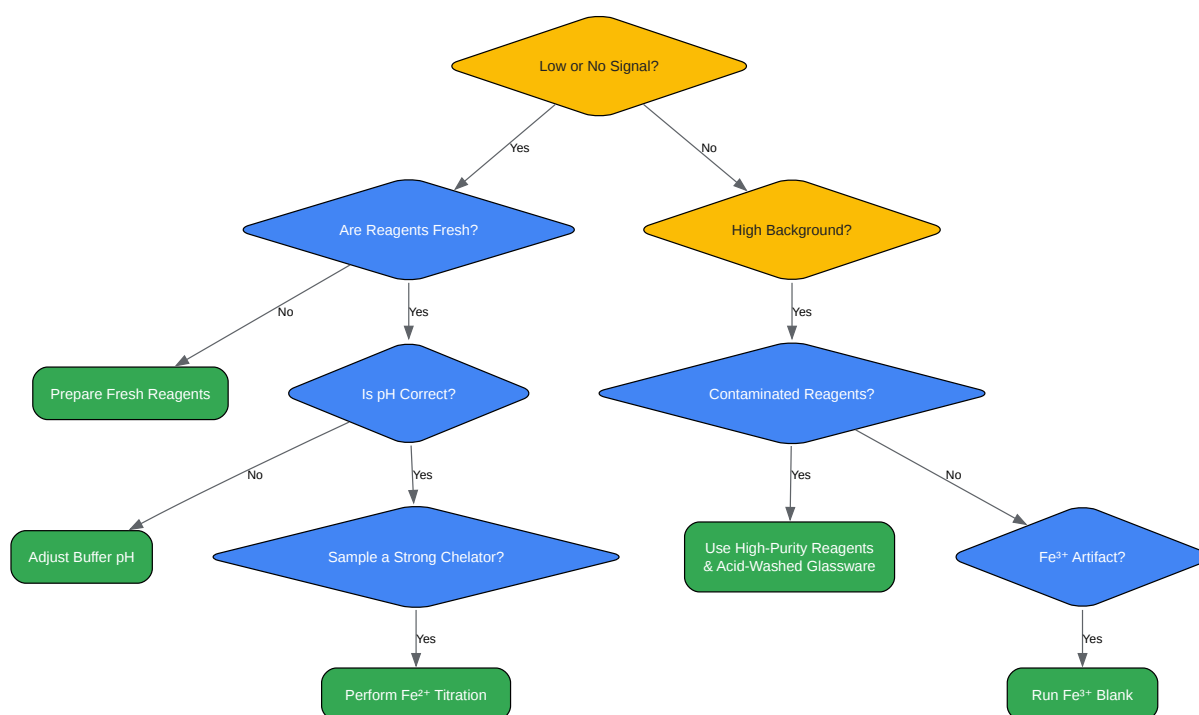 Low or No Signal?
Yes
No
Are Reagents Fresh?
High Background?
No
Yes
Yes
Prepare Fresh Reagents
Is pH Correct?
Contaminated Reagents?
No
Yes
Yes
No
Adjust Buffer pH
Sample a Strong Chelator?
Use High-Purity Reagents
& Acid-Washed Glassware
Fe³⁺ Artifact?
Yes
Yes
Perform Fe²⁺ Titration
Run Fe³⁺ Blank